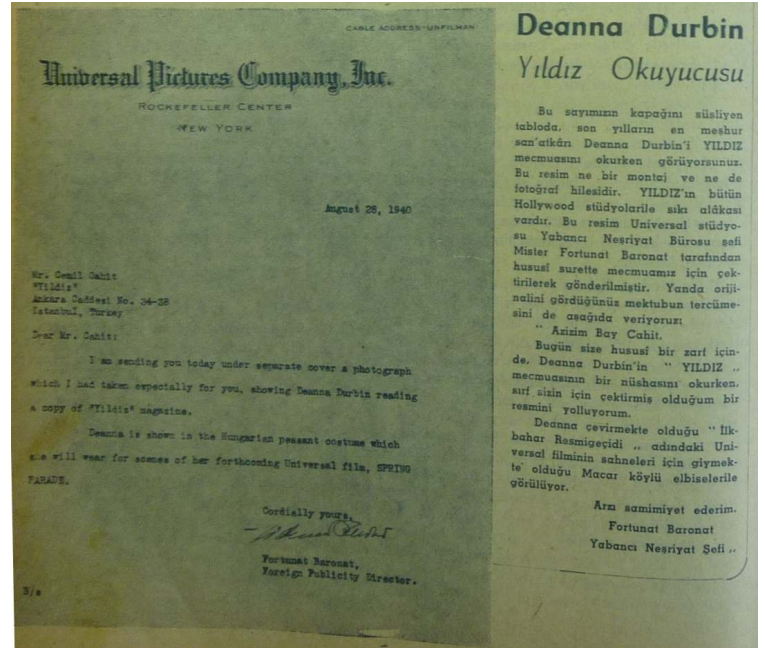 CABLE ADDRESS-UNFILMAN
Universal Pictures Company, Inc.
ROCKEFELLER CENTER
NEW YORK
August 28, 1940
Mr. Cemil Cahit
"Yildiz"
Ankara Caddesi No. 34-38
Istanbul, Turkey
Dear Mr. Cahit:
I am sending you today under separate cover a photograph
which I had taken especially for you, showing Deanna Durbin reading
a copy of "Yildiz" magazine.
Deanna is shown in the Hungarian peasant costume which
she will wear for scenes of her forthcoming Universal film, SPRING
PARADE.
Cordially yours,
Fortunat Baronat,
Foreign Publicity Director.
B/s
Deanna Durbin
Yıldız Okuyucusu
Bu sayımızın kapağını süsliyen
tabloda, son yılların en meşhur
san'atkârı Deanna Durbin'i YILDIZ
mecmuasını okurken görüyorsunuz.
Bu resim ne bir montaj ve ne de
fotoğraf hilesidir. YILDIZ'ın bütün
Hollywood stüdyolarile sıkı alâkası
vardır. Bu resim Universal stüdyo-
su Yabancı Neşriyat Bürosu şefi
Mister Fortunat Baronat tarafından
hususî surette mecmuamız için çek-
tirilerek gönderilmiştir. Yanda oriji-
nalini gördüğünüz mektubun tercüme-
sini de aşağıda veriyoruz:
" Azizim Bay Cahit,
Bugün size hususî bir zarf için-
de, Deanna Durbin'in " YILDIZ „
mecmuasının bir nüshasını okurken,
sırf sizin için çektirmiş olduğum bir
resmini yolluyorum.
Deanna çevirmekte olduğu " İlk-
bahar Resmigeçidi „ adındaki Uni-
versal filminin sahneleri için giymek-
te olduğu Macar köylü elbiselerile
görülüyor.
Arzı samimiyet ederim.
Fortunat Baronat
Yabancı Neşriyat Şefi „